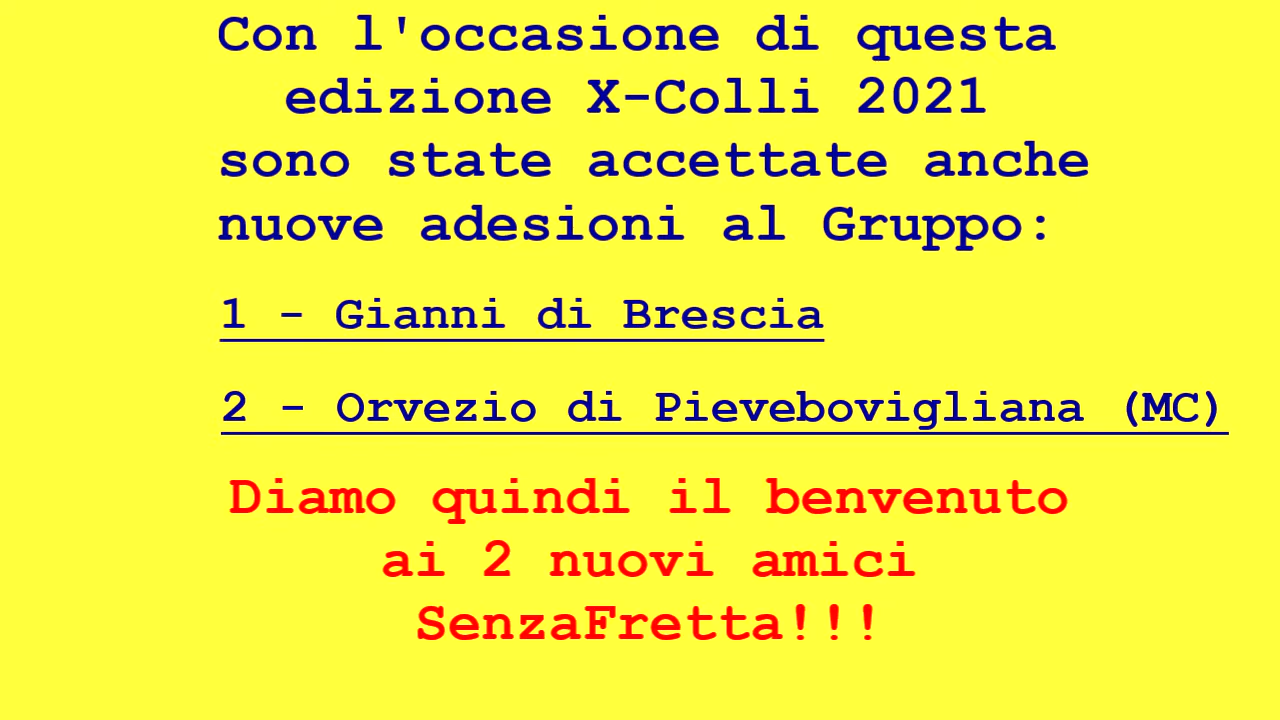 Con l'occasione di questa
edizione X-Colli 2021
sono state accettate anche
nuove adesioni al Gruppo:
1 - Gianni di Brescia
2 - Orvezio di Pievebovigliana (MC)
Diamo quindi il benvenuto
ai 2 nuovi amici
SenzaFretta!!!